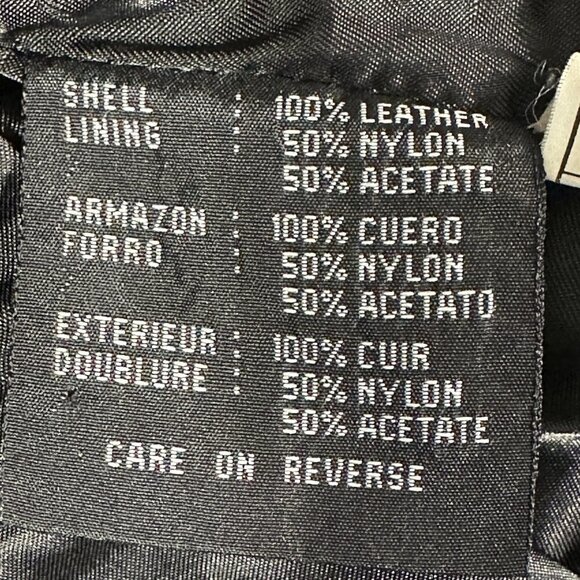 SHELL : 100% LEATHER
LINING : 50% NYLON
50% ACETATE
ARMAZON : 100% CUERO
FORRO : 50% NYLON
50% ACETATO
EXTERIEUR : 100% CUIR
DOUBLURE : 50% NYLON
50% ACETATE
CARE ON REVERSE